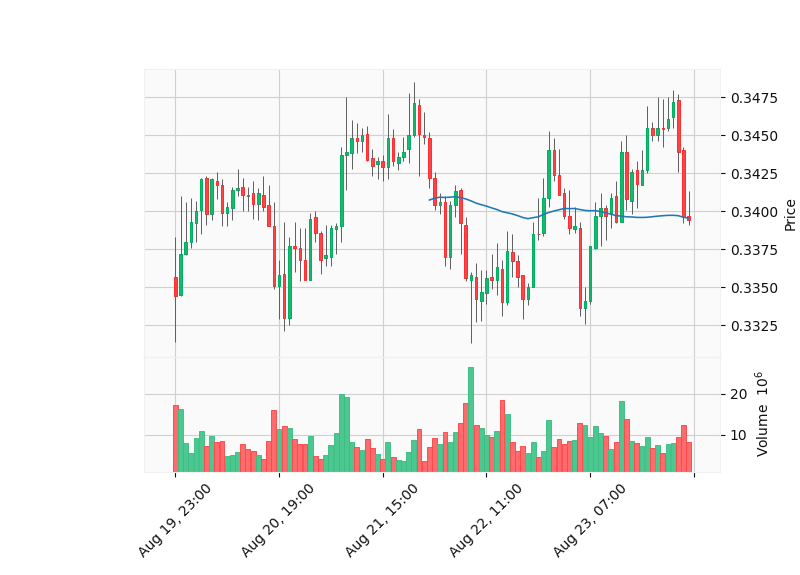 0.3475
0.3450
0.3425
0.3400
0.3375
0.3350
0.3325
Price
20
10
Volume 10^6
Aug 19, 23:00
Aug 20, 19:00
Aug 21, 15:00
Aug 22, 11:00
Aug 23, 07:00